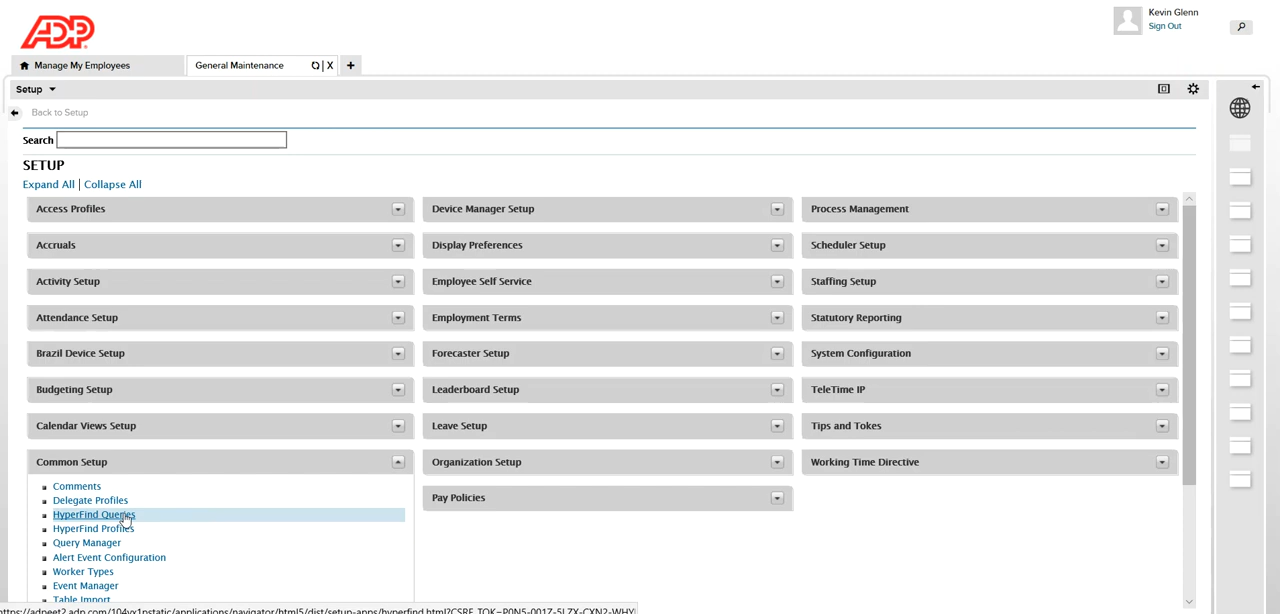 ADP
Kevin Glenn
Sign Out
Manage My Employees
General Maintenance
X
+
Setup
Back to Setup
Search
SETUP
Expand All | Collapse All
Access Profiles
Accruals
Activity Setup
Attendance Setup
Brazil Device Setup
Budgeting Setup
Calendar Views Setup
Common Setup
Comments
Delegate Profiles
HyperFind Queries
HyperFind Profiles
Query Manager
Alert Event Configuration
Worker Types
Event Manager
Table Import
Device Manager Setup
Display Preferences
Employee Self Service
Employment Terms
Forecaster Setup
Leaderboard Setup
Leave Setup
Organization Setup
Pay Policies
Process Management
Scheduler Setup
Staffing Setup
Statutory Reporting
System Configuration
TeleTime IP
Tips and Tokes
Working Time Directive